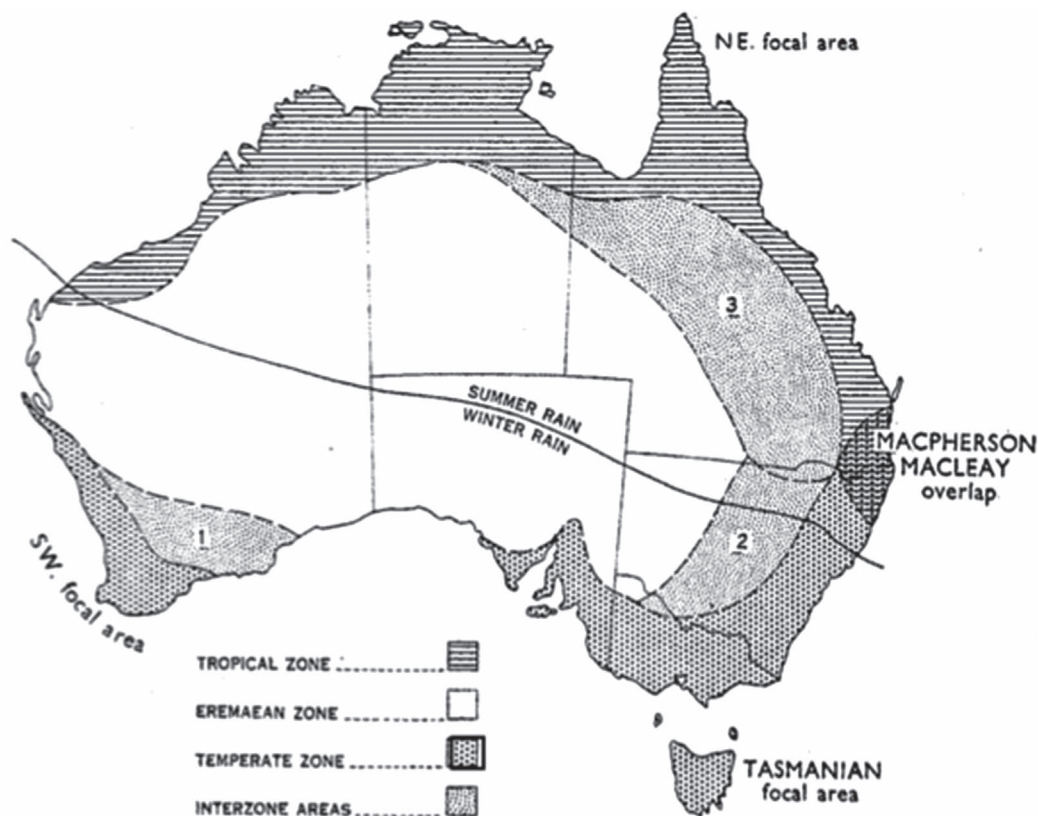 NE. focal area
3
SUMMER RAIN
WINTER RAIN
MACPHERSON
MACLEAY
overlap
1
2
SW. focal area
TROPICAL ZONE
EREMAEAN ZONE
TEMPERATE ZONE
INTERZONE AREAS
TASMANIAN
focal area